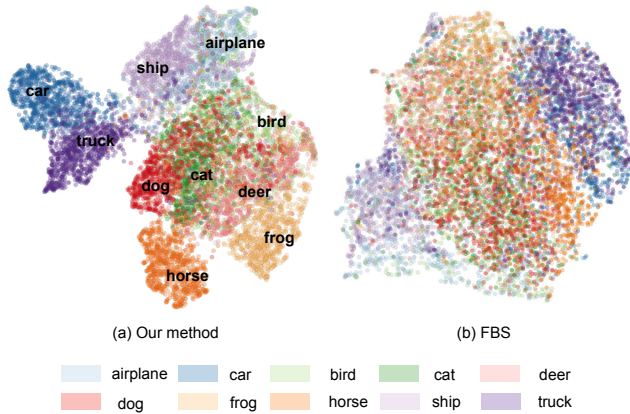 airplane
ship
car
truck
bird
cat
dog
deer
frog
horse
(a) Our method
(b) FBS
airplane car bird cat deer
dog frog horse ship truck